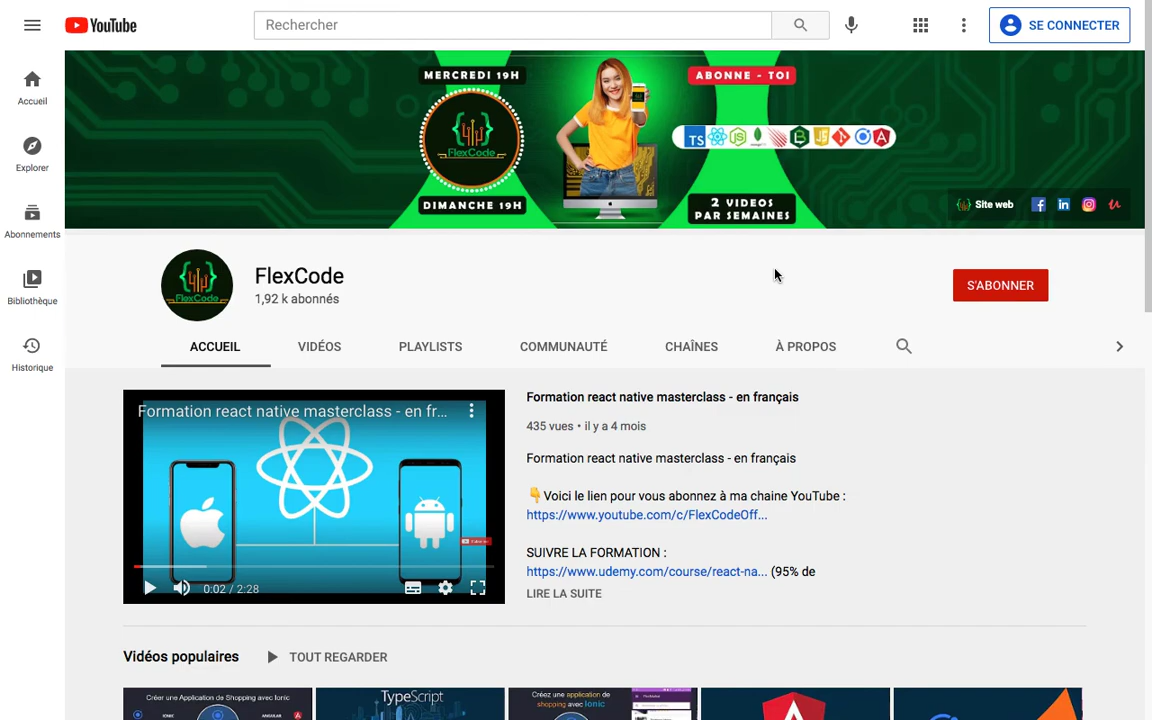 YouTube
Rechercher
SE CONNECTER
Accueil
Explorer
Abonnements
Bibliothèque
Historique
MERCREDI 19H
ABONNE - TOI
FlexCode
TS
DIMANCHE 19H
2 VIDEOS
PAR SEMAINES
Site web
FlexCode
FlexCode
1,92 k abonnés
S'ABONNER
ACCUEIL
VIDÉOS
PLAYLISTS
COMMUNAUTÉ
CHAÎNES
À PROPOS
Formation react native masterclass - en fr...
0:02 / 2:28
Formation react native masterclass - en français
435 vues • il y a 4 mois
Formation react native masterclass - en français
👇Voici le lien pour vous abonnez à ma chaine YouTube :
https://www.youtube.com/c/FlexCodeOff...
SUIVRE LA FORMATION :
https://www.udemy.com/course/react-na... (95% de
LIRE LA SUITE
Vidéos populaires
TOUT REGARDER
Créer une Application de Shopping avec Ionic
IONIC
ANGULAR
TypeScript
Créez une application de
shopping avec Ionic